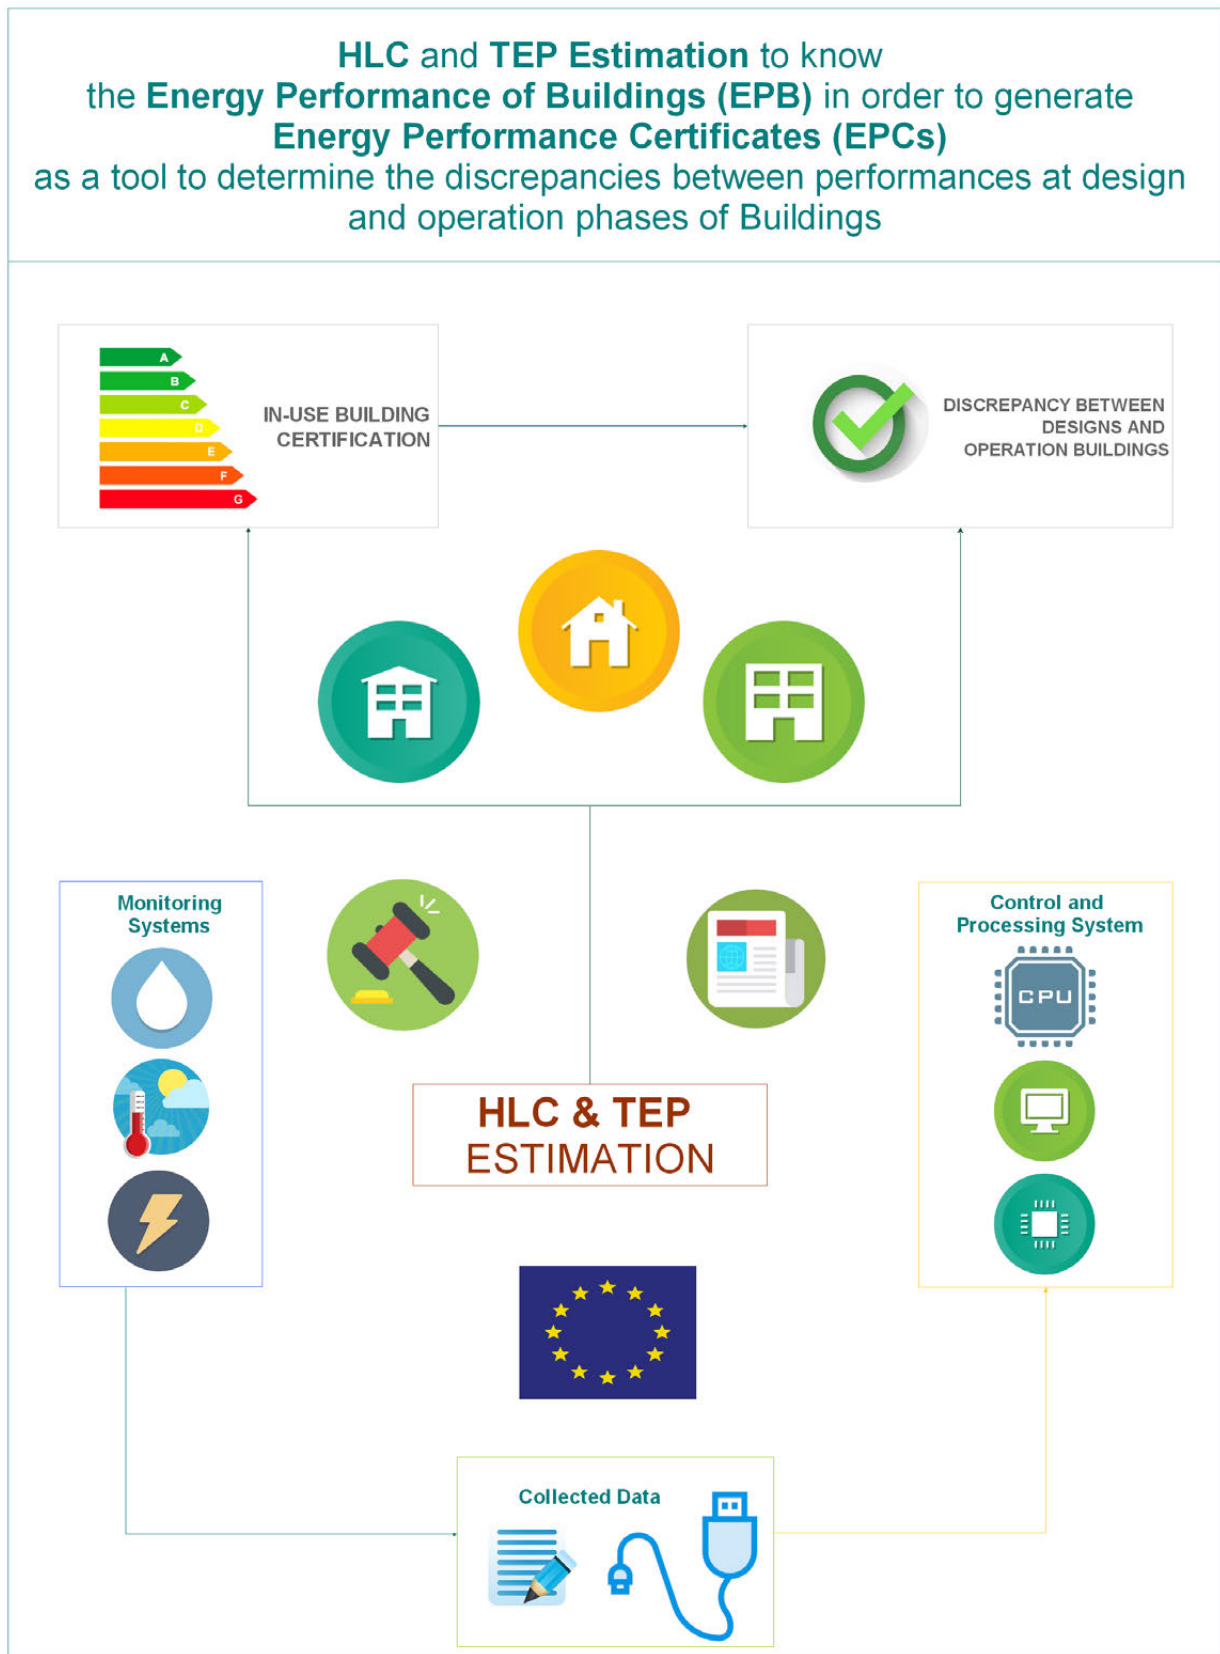 HLC and TEP Estimation to know
the Energy Performance of Buildings (EPB) in order to generate
Energy Performance Certificates (EPCs)
as a tool to determine the discrepancies between performances at design
and operation phases of Buildings
A
B
C
D
E
F
G
IN-USE BUILDING
CERTIFICATION
DISCREPANCY BETWEEN
DESIGNS AND
OPERATION BUILDINGS
Monitoring
Systems
Control and
Processing System
CPU
HLC & TEP
ESTIMATION
Collected Data